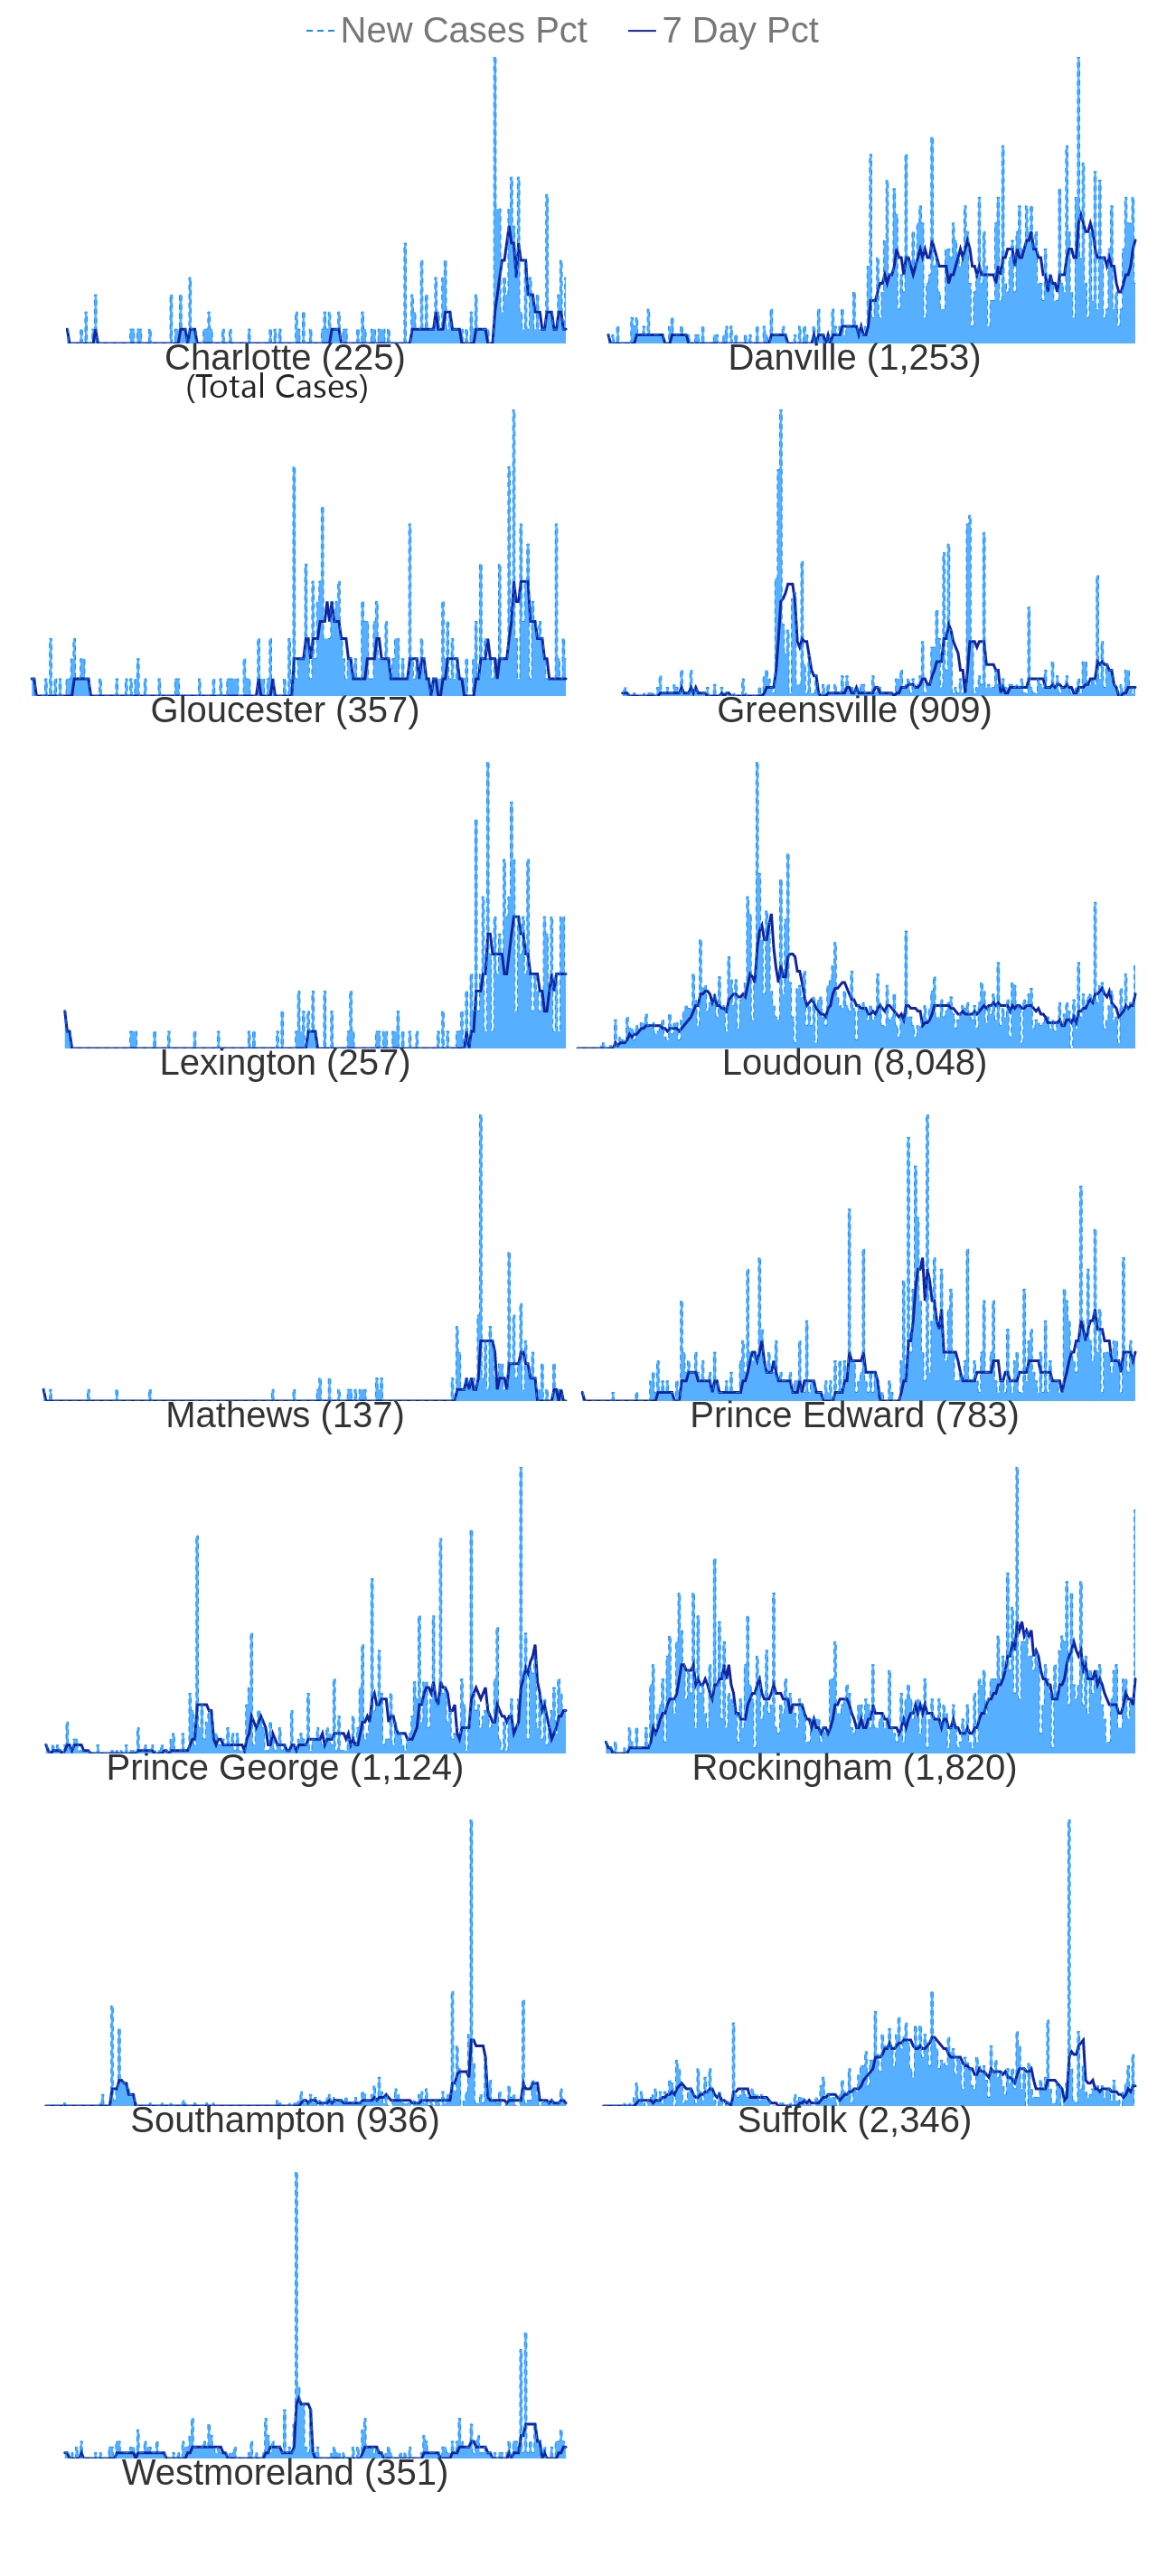 New Cases Pct 7 Day Pct
Charlotte (225) Danville (1,253)
(Total Cases)
Gloucester (357) Greensville (909)
Lexington (257) Loudoun (8,048)
Mathews (137) Prince Edward (783)
Prince George (1,124) Rockingham (1,820)
Southampton (936) Suffolk (2,346)
Westmoreland (351)